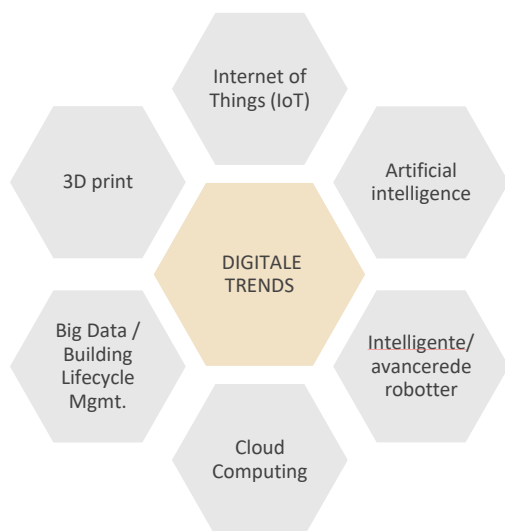 Internet of
Things (IoT)
Artificial
intelligence
Intelligente/
avancerede
robotter
Cloud
Computing
Big Data /
Building
Lifecycle
Mgmt.
3D print
DIGITALE
TRENDS